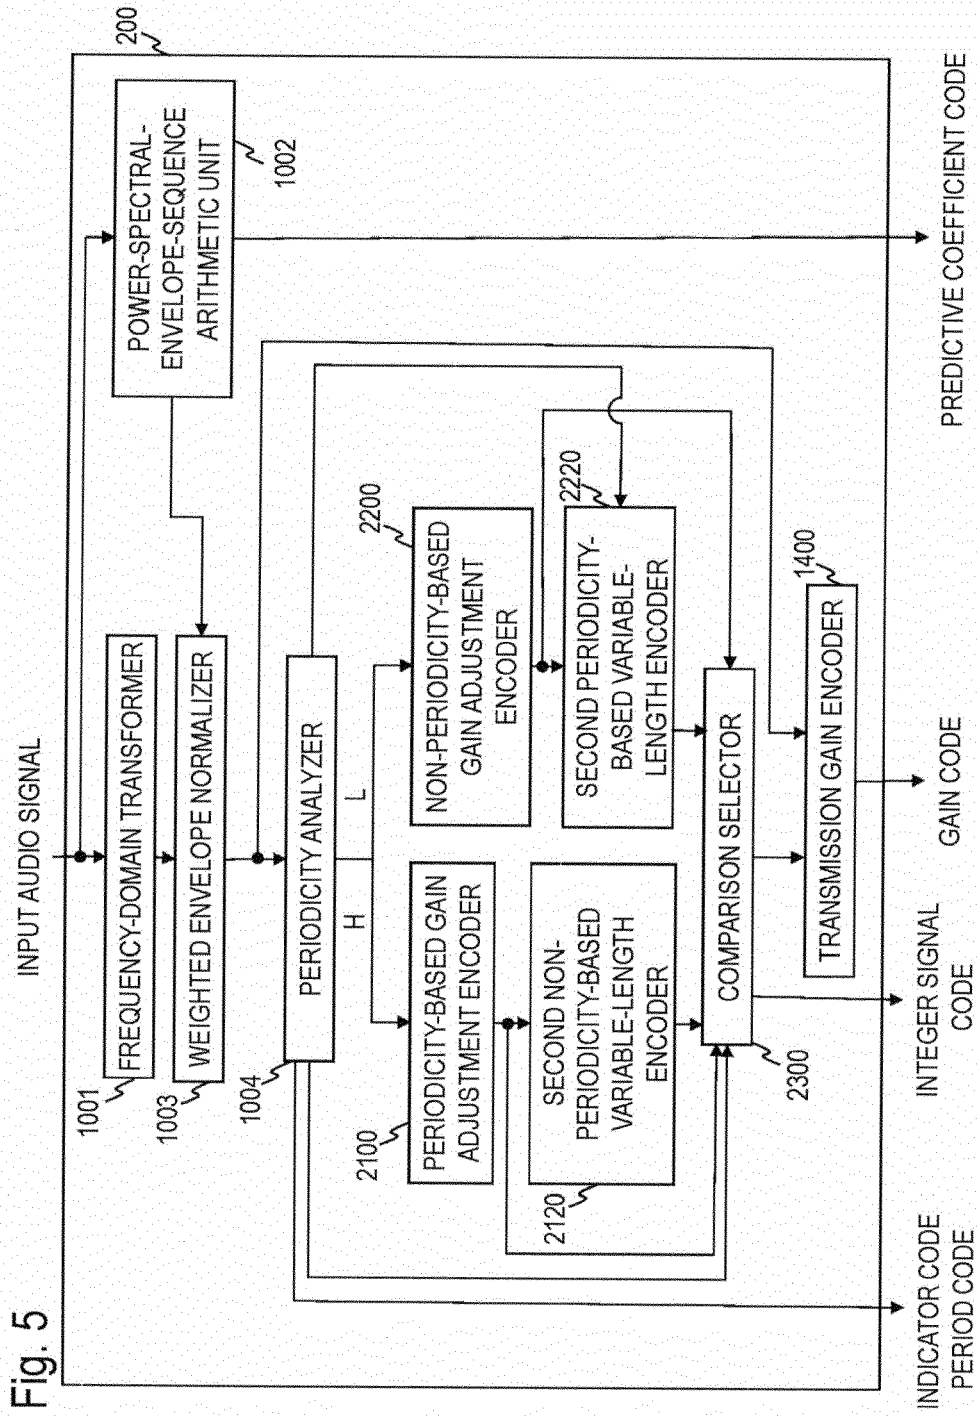 Fig. 5
INPUT AUDIO SIGNAL
200
1001
FREQUENCY-DOMAIN TRANSFORMER
POWER-SPECTRAL-
ENVELOPE-SEQUENCE
ARITHMETIC UNIT
1002
1003
WEIGHTED ENVELOPE NORMALIZER
1004
PERIODICITY ANALYZER
H
L
2100
PERIODICITY-BASED GAIN
ADJUSTMENT ENCODER
2200
NON-PERIODICITY-BASED
GAIN ADJUSTMENT
ENCODER
2120
SECOND NON-
PERIODICITY-BASED
VARIABLE-LENGTH
ENCODER
2220
SECOND PERIODICITY-
BASED VARIABLE-
LENGTH ENCODER
2300
COMPARISON SELECTOR
1400
TRANSMISSION GAIN ENCODER
INDICATOR CODE
PERIOD CODE
INTEGER SIGNAL
CODE
GAIN CODE
PREDICTIVE COEFFICIENT CODE